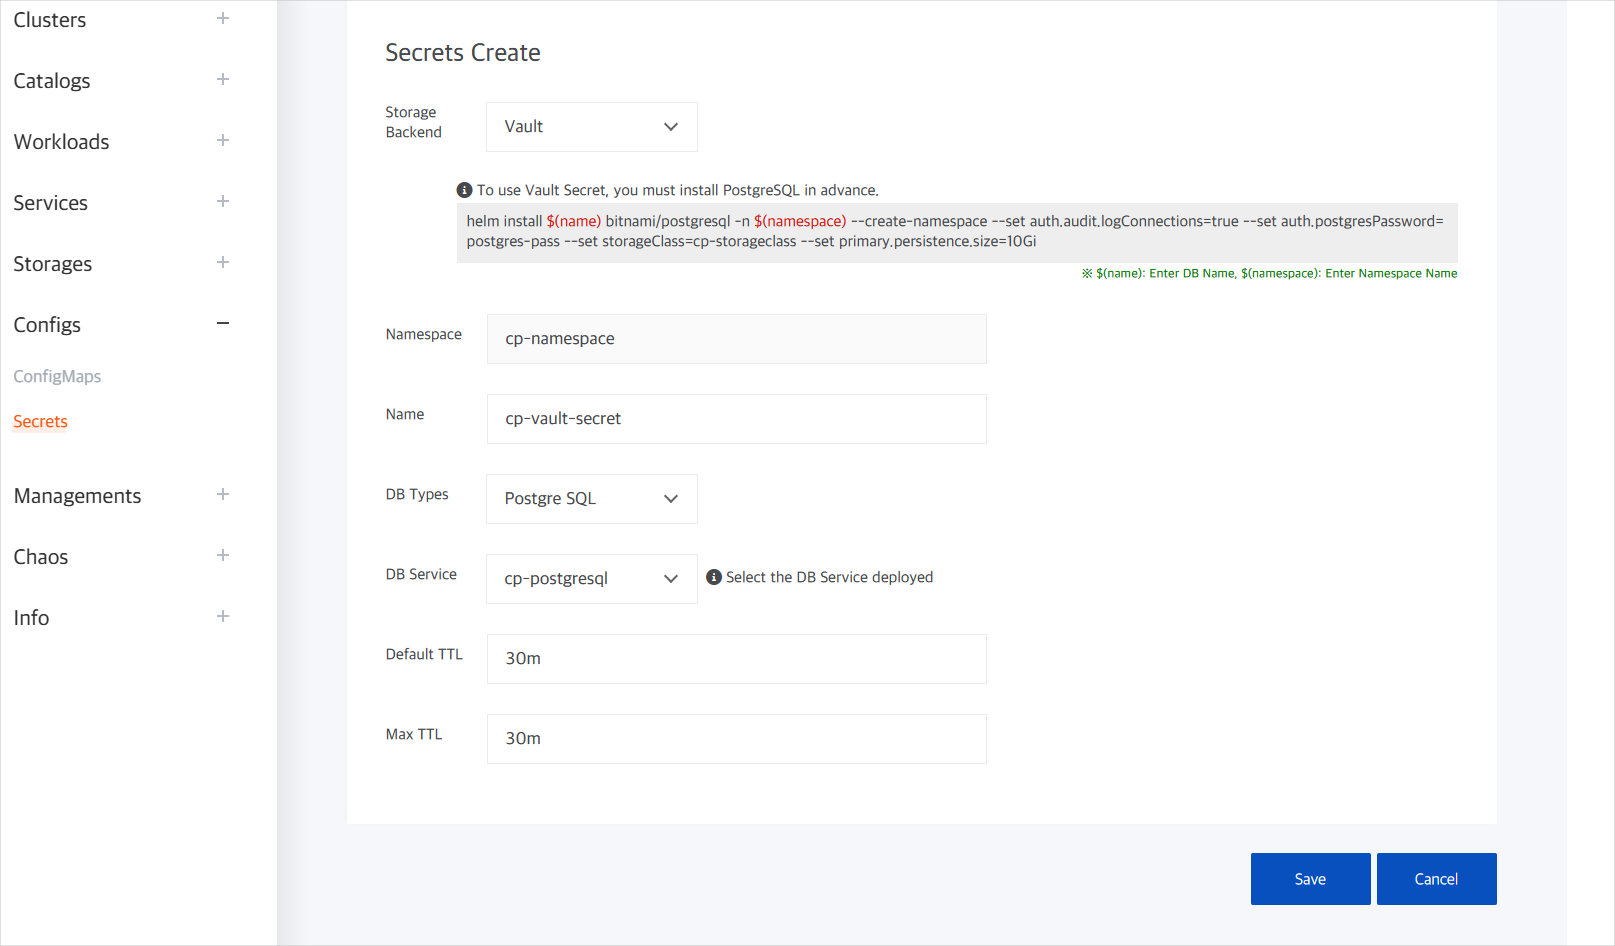 Clusters
Catalogs
Workloads
Services
Storages
Configs
ConfigMaps
Secrets
Managements
Chaos
Info
Secrets Create
Storage
Backend
Vault
To use Vault Secret, you must install PostgreSQL in advance.
helm install $(name) bitnami/postgresql -n $(namespace) --create-namespace --set auth.audit.logConnections=true --set auth.postgresPassword=
postgres-pass --set storageClass=cp-storageclass --set primary.persistence.size=10Gi
※ $(name): Enter DB Name, $(namespace): Enter Namespace Name
Namespace
cp-namespace
Name
cp-vault-secret
DB Types
Postgre SQL
DB Service
cp-postgresql
Select the DB Service deployed
Default TTL
30m
Max TTL
30m
Save
Cancel